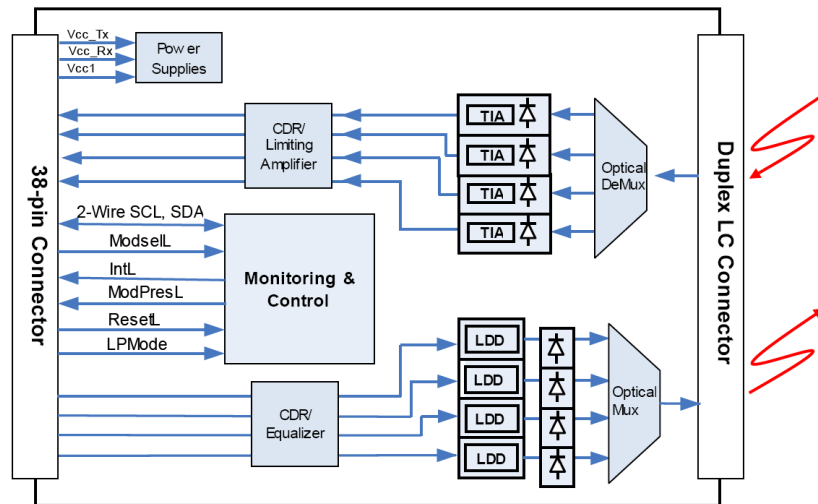 Vcc_Tx
Vcc_Rx
Vcc1
Power
Supplies
CDR/
Limiting
Amplifier
TIA
TIA
TIA
TIA
Optical
DeMux
38-pin Connector
Duplex LC Connector
2-Wire SCL, SDA
ModselL
IntL
ModPresL
ResetL
LPMode
Monitoring &
Control
CDR/
Equalizer
LDD
LDD
LDD
LDD
Optical
Mux